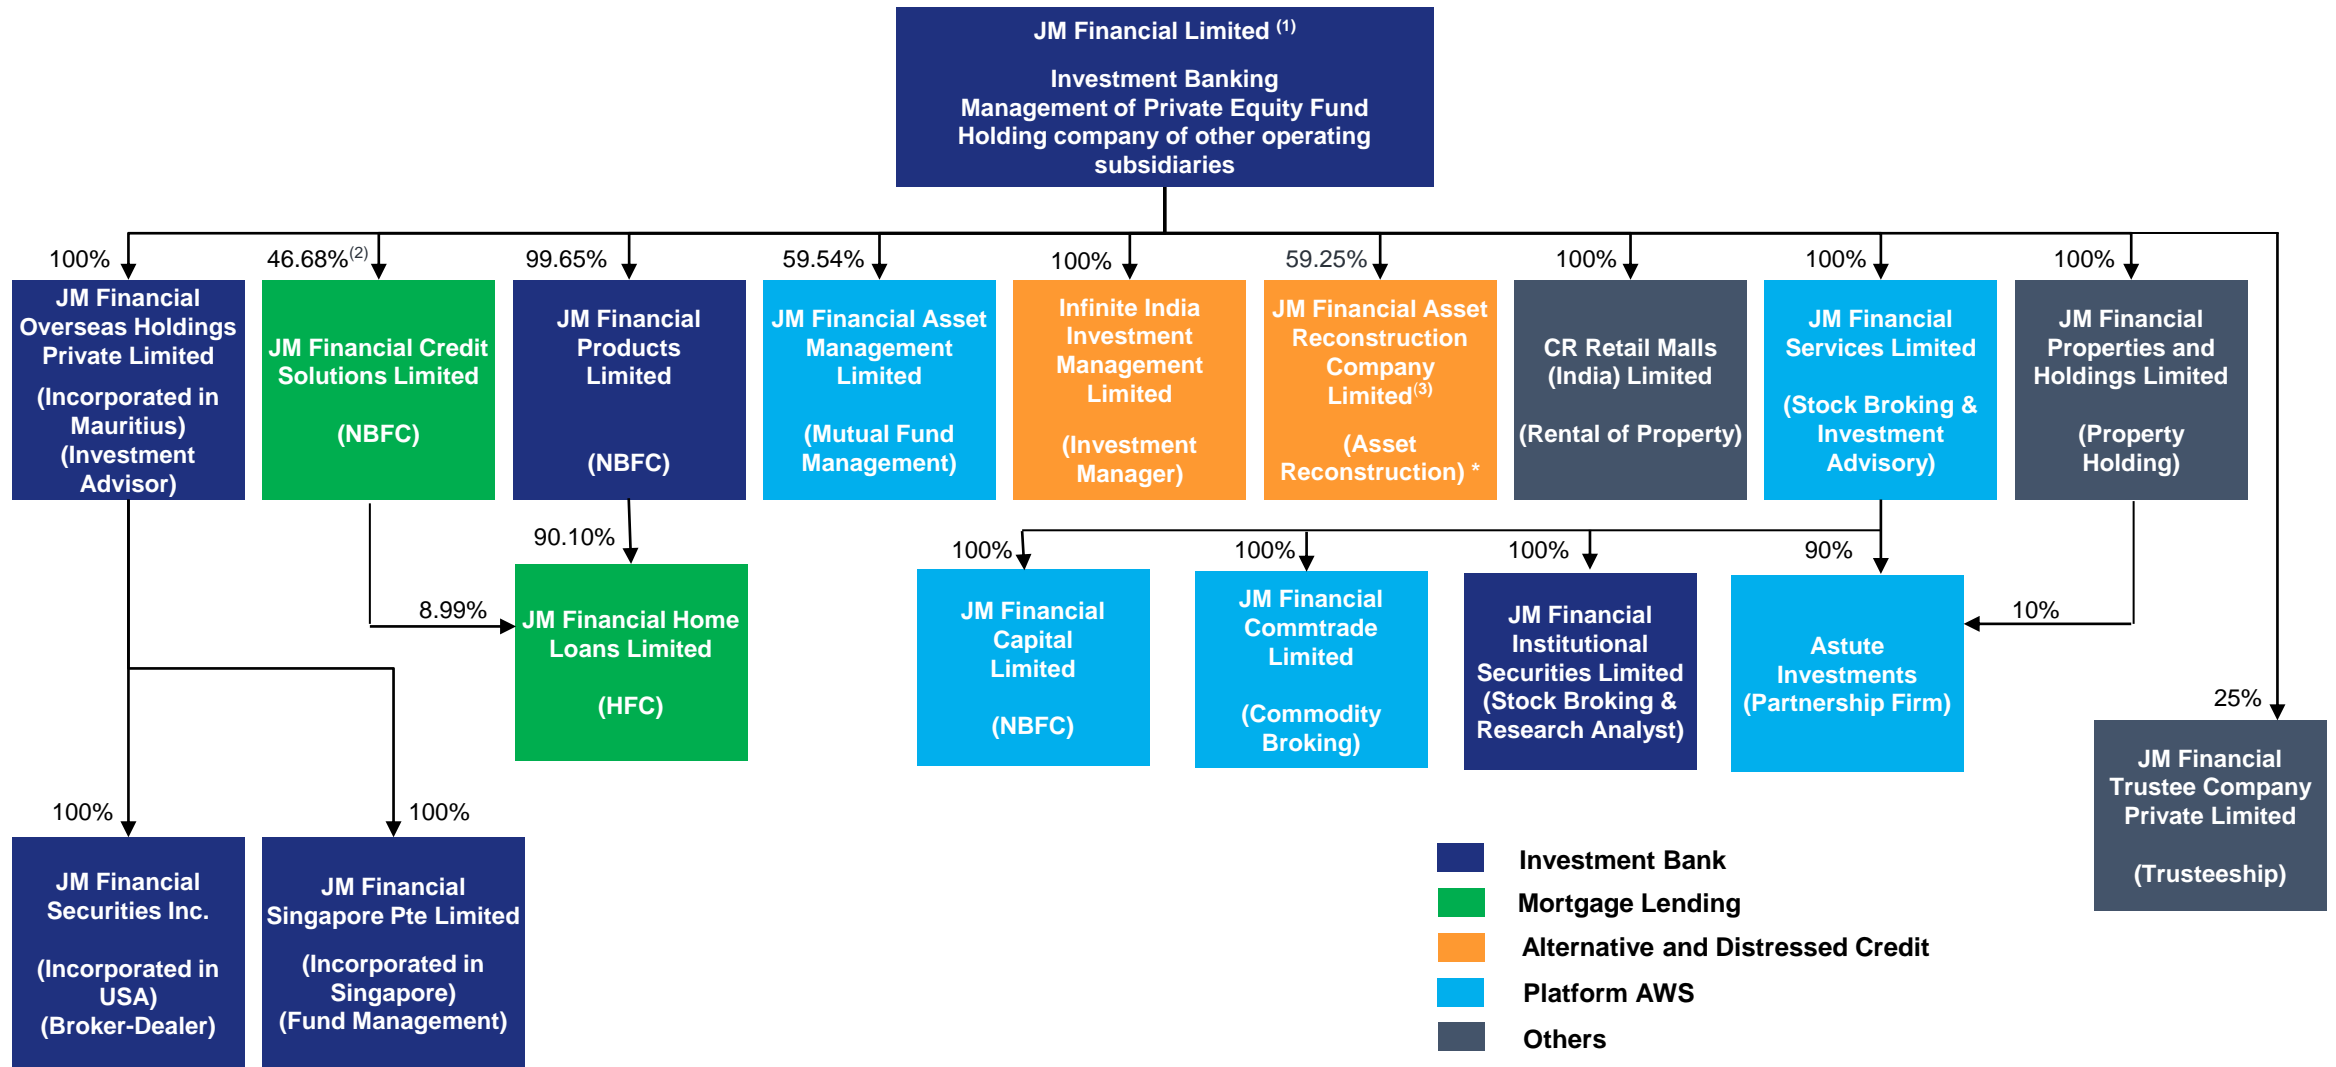 JM Financial Limited (1)
Investment Banking
Management of Private Equity Fund
Holding company of other operating
subsidiaries
100%
46.68%(2)
99.65%
59.54%
100%
59.25%
100%
100%
100%
JM Financial
Overseas Holdings
Private Limited
(Incorporated in
Mauritius)
(Investment
Advisor)
JM Financial Credit
Solutions Limited
(NBFC)
JM Financial
Products
Limited
(NBFC)
JM Financial Asset
Management
Limited
(Mutual Fund
Management)
Infinite India
Investment
Management
Limited
(Investment
Manager)
JM Financial Asset
Reconstruction
Company
Limited(3)
(Asset
Reconstruction) *
CR Retail Malls
(India) Limited
(Rental of Property)
JM Financial
Services Limited
(Stock Broking &
Investment
Advisory)
JM Financial
Properties and
Holdings Limited
(Property
Holding)
90.10%
8.99%
100%
100%
100%
90%
10%
25%
JM Financial Home
Loans Limited
(HFC)
JM Financial
Capital
Limited
(NBFC)
JM Financial
Commtrade
Limited
(Commodity
Broking)
JM Financial
Institutional
Securities Limited
(Stock Broking &
Research Analyst)
Astute
Investments
(Partnership Firm)
JM Financial
Trustee Company
Private Limited
(Trusteeship)
100%
100%
JM Financial
Securities Inc.
(Incorporated in
USA)
(Broker-Dealer)
JM Financial
Singapore Pte Limited
(Incorporated in
Singapore)
(Fund Management)
Investment Bank
Mortgage Lending
Alternative and Distressed Credit
Platform AWS
Others